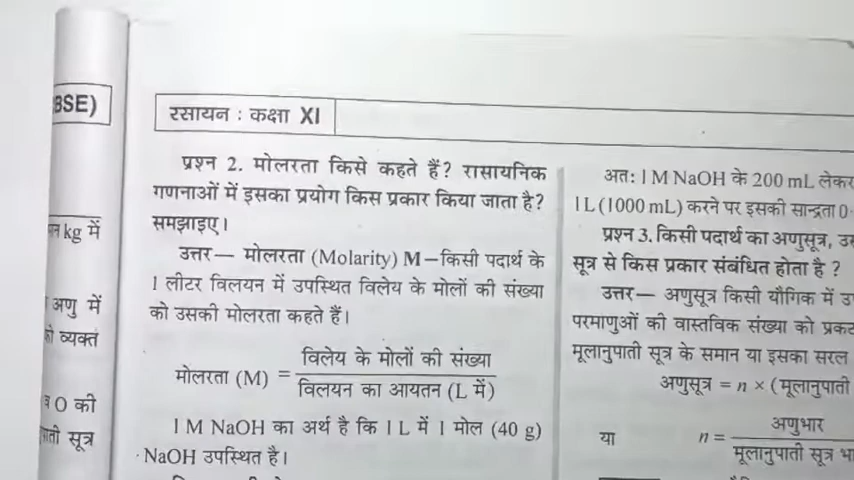 BSE)
kg में
अणु में
व्यक्त
O की
सूत्र
रसायन : कक्षा XI
प्रश्न 2. मोलरता किसे कहते हैं? रासायनिक
गणनाओं में इसका प्रयोग किस प्रकार किया जाता है?
समझाइए।
उत्तर— मोलरता (Molarity) M–किसी पदार्थ के
1 लीटर विलयन में उपस्थित विलेय के मोलों की संख्या
को उसकी मोलरता कहते हैं।
विलेय के मोलों की संख्या
मोलरता (M) =
विलयन का आयतन (L में)
1 M NaOH का अर्थ है कि 1 L में 1 मोल (40 g)
NaOH उपस्थित है।
अत: 1 M NaOH के 200 mL लेकर
1L (1000 mL) करने पर इसकी सान्द्रता 0·
प्रश्न 3. किसी पदार्थ का अणुसूत्र,
सूत्र से किस प्रकार संबंधित होता है ?
उत्तर— अणुसूत्र किसी यौगिक में
परमाणुओं की वास्तविक संख्या को
मूलानुपाती सूत्र के समान या इसका सरल
अणुसूत्र = n × (मूलानुपाती
अणुभार
या n =
मूलानुपाती सूत्र